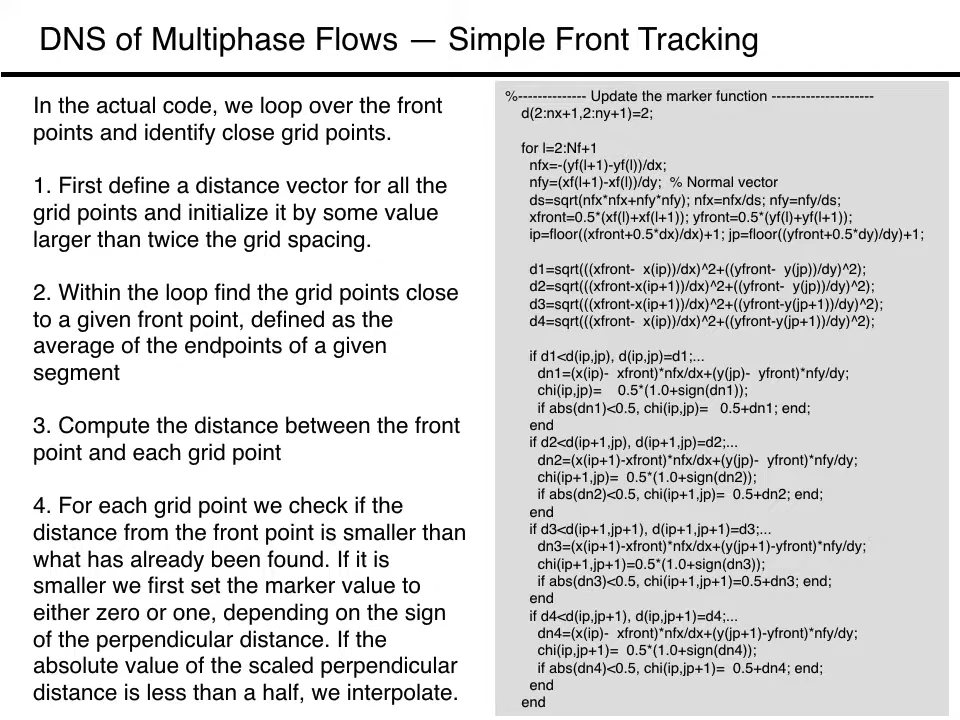 DNS of Multiphase Flows — Simple Front Tracking
In the actual code, we loop over the front
points and identify close grid points.
1. First define a distance vector for all the
grid points and initialize it by some value
larger than twice the grid spacing.
2. Within the loop find the grid points close
to a given front point, defined as the
average of the endpoints of a given
segment
3. Compute the distance between the front
point and each grid point
4. For each grid point we check if the
distance from the front point is smaller than
what has already been found. If it is
smaller we first set the marker value to
either zero or one, depending on the sign
of the perpendicular distance. If the
absolute value of the scaled perpendicular
distance is less than a half, we interpolate.
%-------------- Update the marker function ---------------------
d(2:nx+1,2:ny+1)=2;
for l=2:Nf+1
nfx=-(yf(l+1)-yf(l))/dx;
nfy=(xf(l+1)-xf(l))/dy;  % Normal vector
ds=sqrt(nfx*nfx+nfy*nfy); nfx=nfx/ds; nfy=nfy/ds;
xfront=0.5*(xf(l)+xf(l+1)); yfront=0.5*(yf(l)+yf(l+1));
ip=floor((xfront+0.5*dx)/dx)+1; jp=floor((yfront+0.5*dy)/dy)+1;
d1=sqrt(((xfront-  x(ip))/dx)^2+((yfront-  y(jp))/dy)^2);
d2=sqrt(((xfront-x(ip+1))/dx)^2+((yfront-  y(jp))/dy)^2);
d3=sqrt(((xfront-x(ip+1))/dx)^2+((yfront-y(jp+1))/dy)^2);
d4=sqrt(((xfront-  x(ip))/dx)^2+((yfront-y(jp+1))/dy)^2);
if d1<d(ip,jp), d(ip,jp)=d1;...
dn1=(x(ip)-  xfront)*nfx/dx+(y(jp)-  yfront)*nfy/dy;
chi(ip,jp)=    0.5*(1.0+sign(dn1));
if abs(dn1)<0.5, chi(ip,jp)=   0.5+dn1; end;
end
if d2<d(ip+1,jp), d(ip+1,jp)=d2;...
dn2=(x(ip+1)-xfront)*nfx/dx+(y(jp)-  yfront)*nfy/dy;
chi(ip+1,jp)=  0.5*(1.0+sign(dn2));
if abs(dn2)<0.5, chi(ip+1,jp)=  0.5+dn2; end;
end
if d3<d(ip+1,jp+1), d(ip+1,jp+1)=d3;...
dn3=(x(ip+1)-xfront)*nfx/dx+(y(jp+1)-yfront)*nfy/dy;
chi(ip+1,jp+1)=0.5*(1.0+sign(dn3));
if abs(dn3)<0.5, chi(ip+1,jp+1)=0.5+dn3; end;
end
if d4<d(ip,jp+1), d(ip,jp+1)=d4;...
dn4=(x(ip)-  xfront)*nfx/dx+(y(jp+1)-yfront)*nfy/dy;
chi(ip,jp+1)=  0.5*(1.0+sign(dn4));
if abs(dn4)<0.5, chi(ip,jp+1)=  0.5+dn4; end;
end
end